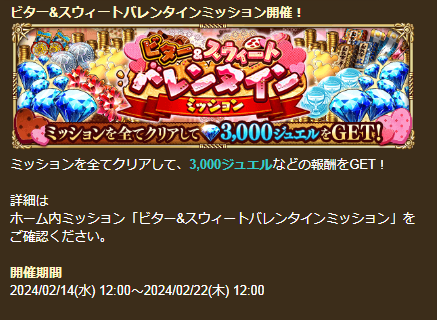 ビター&スウィートバレンタインミッション開催！
ビター&スウィート
バレンタイン
ミッション
ミッションを全てクリアして3,000ジュエルをGET!
ミッションを全てクリアして、3,000ジュエルなどの報酬をGET！
詳細は
ホーム内ミッション「ビター&スウィートバレンタインミッション」を
ご確認ください。
開催期間
2024/02/14(水) 12:00～2024/02/22(木) 12:00